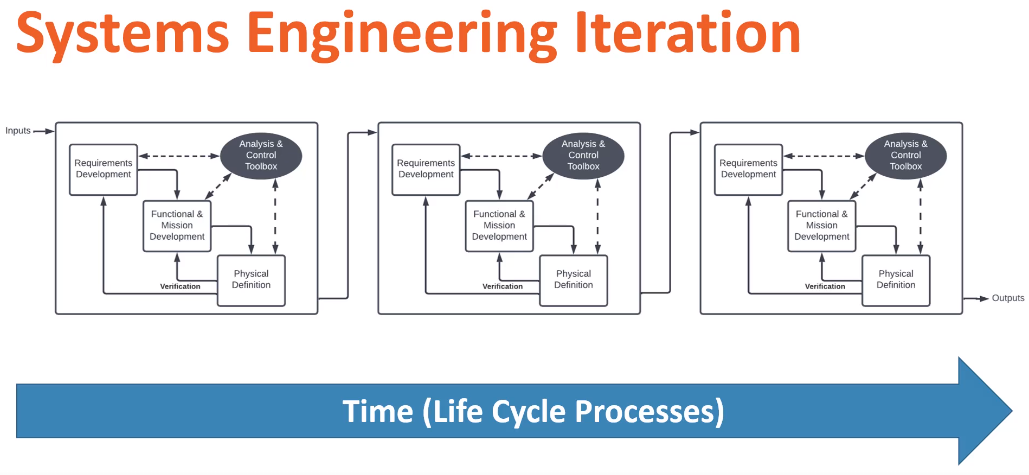 Systems Engineering Iteration
Inputs
Requirements
Development
Analysis &
Control
Toolbox
Functional &
Mission
Development
Physical
Definition
Verification
Requirements
Development
Analysis &
Control
Toolbox
Functional &
Mission
Development
Physical
Definition
Verification
Requirements
Development
Analysis &
Control
Toolbox
Functional &
Mission
Development
Physical
Definition
Verification
Outputs
Time (Life Cycle Processes)